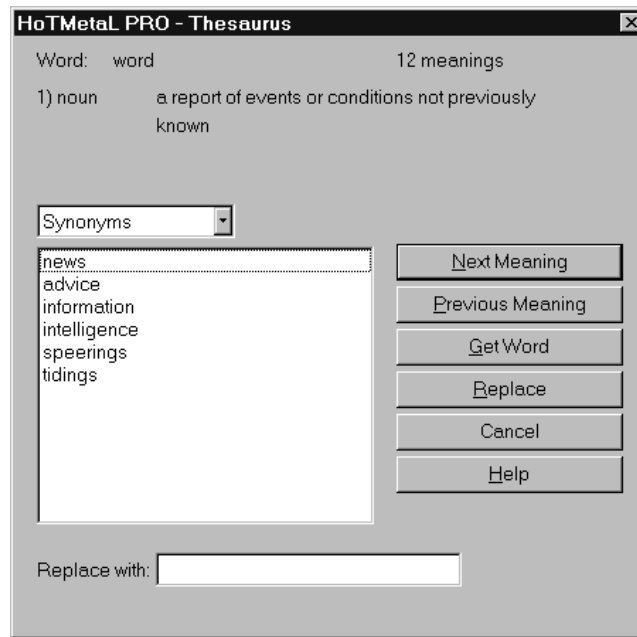 HoTMetaL PRO - Thesaurus
Word: word 12 meanings
1) noun a report of events or conditions not previously
known
Synonyms
news
advice
information
intelligence
speerings
tidings
Next Meaning
Previous Meaning
Get Word
Replace
Cancel
Help
Replace with: